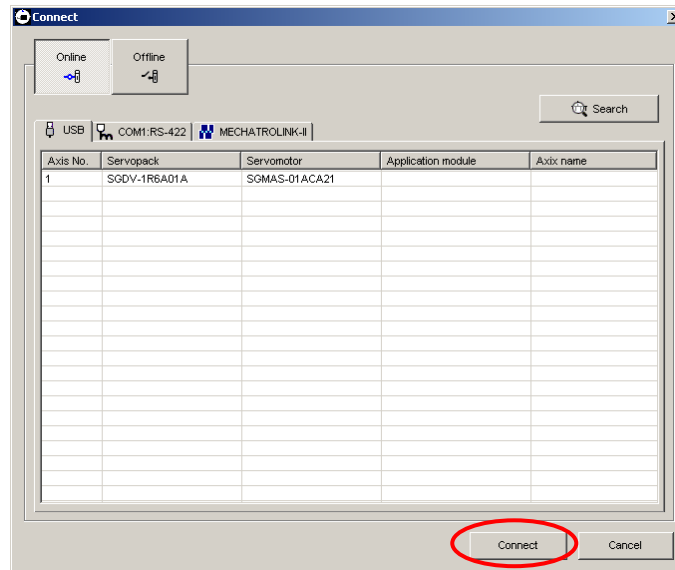 Connect
Online Offline
Search
USB COM1:RS-422 MECHATROLINK-II
Axis No. Servopack Servomotor Application module Axix name
1 SGDV-1R6A01A SGMAS-01ACA21
Connect Cancel